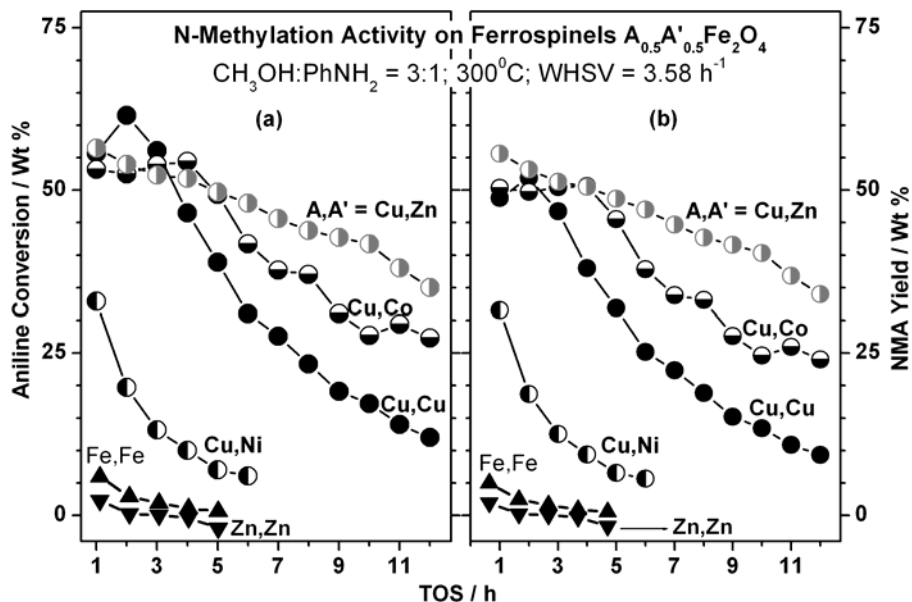 N-Methylation Activity on Ferrospinels A₀.₅A'₀.₅Fe₂O₄
CH₃OH:PhNH₂ = 3:1; 300⁰C; WHSV = 3.58 h⁻¹
(a)
(b)
75
50
25
0
Aniline Conversion / Wt %
A,A' = Cu,Zn
Cu,Co
Cu,Cu
Cu,Ni
Fe,Fe
Zn,Zn
A,A' = Cu,Zn
Cu,Co
Cu,Cu
Cu,Ni
Fe,Fe
Zn,Zn
75
50
25
0
NMA Yield / Wt %
1 3 5 7 9 11
1 3 5 7 9 11
TOS / h